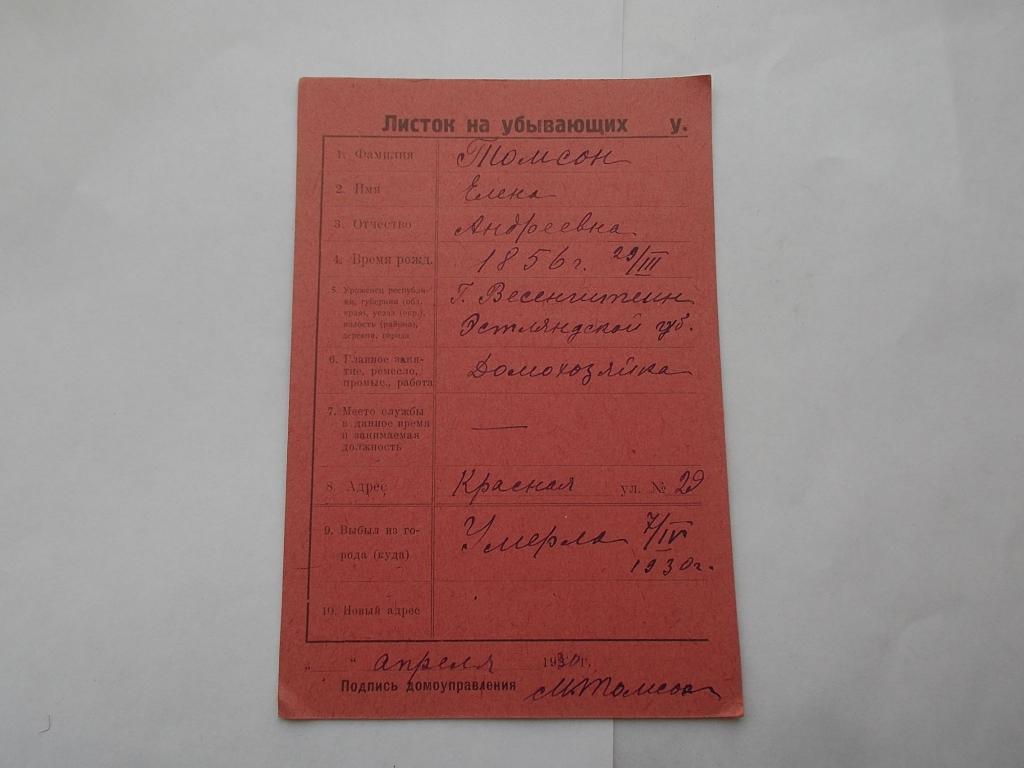 Листок на убывающих у.
1. Фамилия Томсон
2. Имя Елена
3. Отчество Андреевна
4. Время рожд. 1856 г. 29/III
5. Уроженец республи-
ки, губернии (обл.
края), уезда (окр.),
волость (района),
деревни, города
г. Весенгитеин
Эстляндской губ.
6. Главное заня-
тие, ремесло,
промыс., работа
Домохозяйка
7. Место службы
в данное время
и занимаемая
должность
—
8. Адрес Красная ул. № 29
9. Выбыл из го-
рода (куда)
Умерла 7/IV
1930 г.
10. Новый адрес
„ “ апреля 1930 г.
Подпись домоуправления М.Томсон